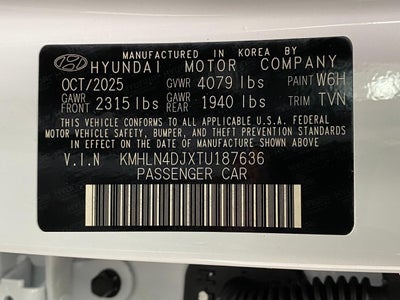 MANUFACTURED IN KOREA BY
HYUNDAI MOTOR COMPANY
OCT/2025 GVWR 4079 lbs PAINT W6H
GAWR FRONT 2315 lbs GAWR REAR 1940 lbs TRIM TVN
THIS VEHICLE CONFORMS TO ALL APPLICABLE U.S.A. FEDERAL
MOTOR VEHICLE SAFETY, BUMPER, AND THEFT PREVENTION STANDARDS
IN EFFECT ON THE DATE OF MANUFACTURE SHOWN ABOVE.
V.I.N KMHLN4DJXTU187636
PASSENGER CAR